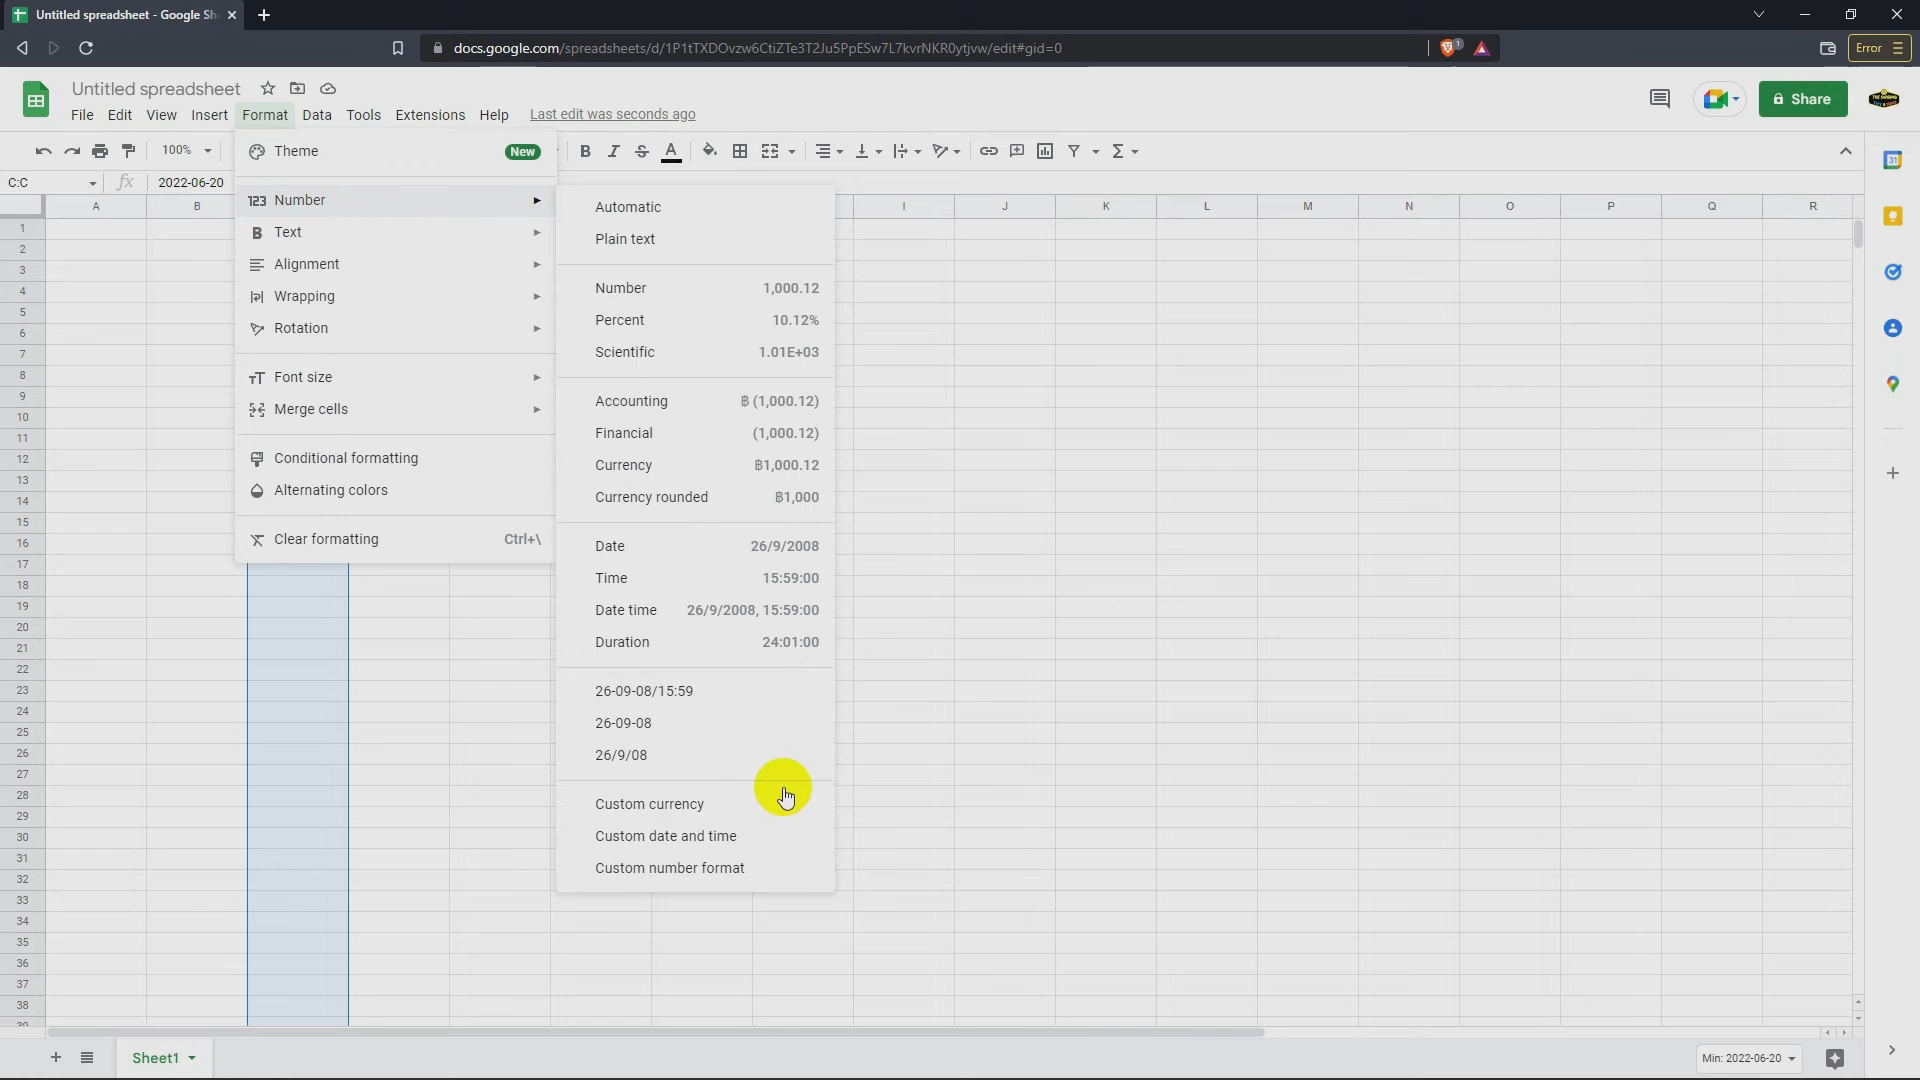 Untitled spreadsheet - Google Sh
docs.google.com/spreadsheets/d/1P1tTXDOvzw6CtiZTe3T2Ju5PpESw7L7kvrNKR0ytjvw/edit#gid=0
1
Error
Untitled spreadsheet
File Edit View Insert Format Data Tools Extensions Help Last edit was seconds ago
Share
100%
Theme New
C:C
fx 2022-06-20
A B I J K L M N O P Q R
31
123 Number
Text
Alignment
Wrapping
Rotation
Font size
Merge cells
Conditional formatting
Alternating colors
Clear formatting Ctrl+\
Automatic
Plain text
Number 1,000.12
Percent 10.12%
Scientific 1.01E+03
Accounting ฿ (1,000.12)
Financial (1,000.12)
Currency ฿1,000.12
Currency rounded ฿1,000
Date 26/9/2008
Time 15:59:00
Date time 26/9/2008, 15:59:00
Duration 24:01:00
26-09-08/15:59
26-09-08
26/9/08
Custom currency
Custom date and time
Custom number format
1
2
3
4
5
6
7
8
9
10
11
12
13
14
15
16
17
18
19
20
21
22
23
24
25
26
27
28
29
30
31
32
33
34
35
36
37
38
39
Sheet1
Min: 2022-06-20